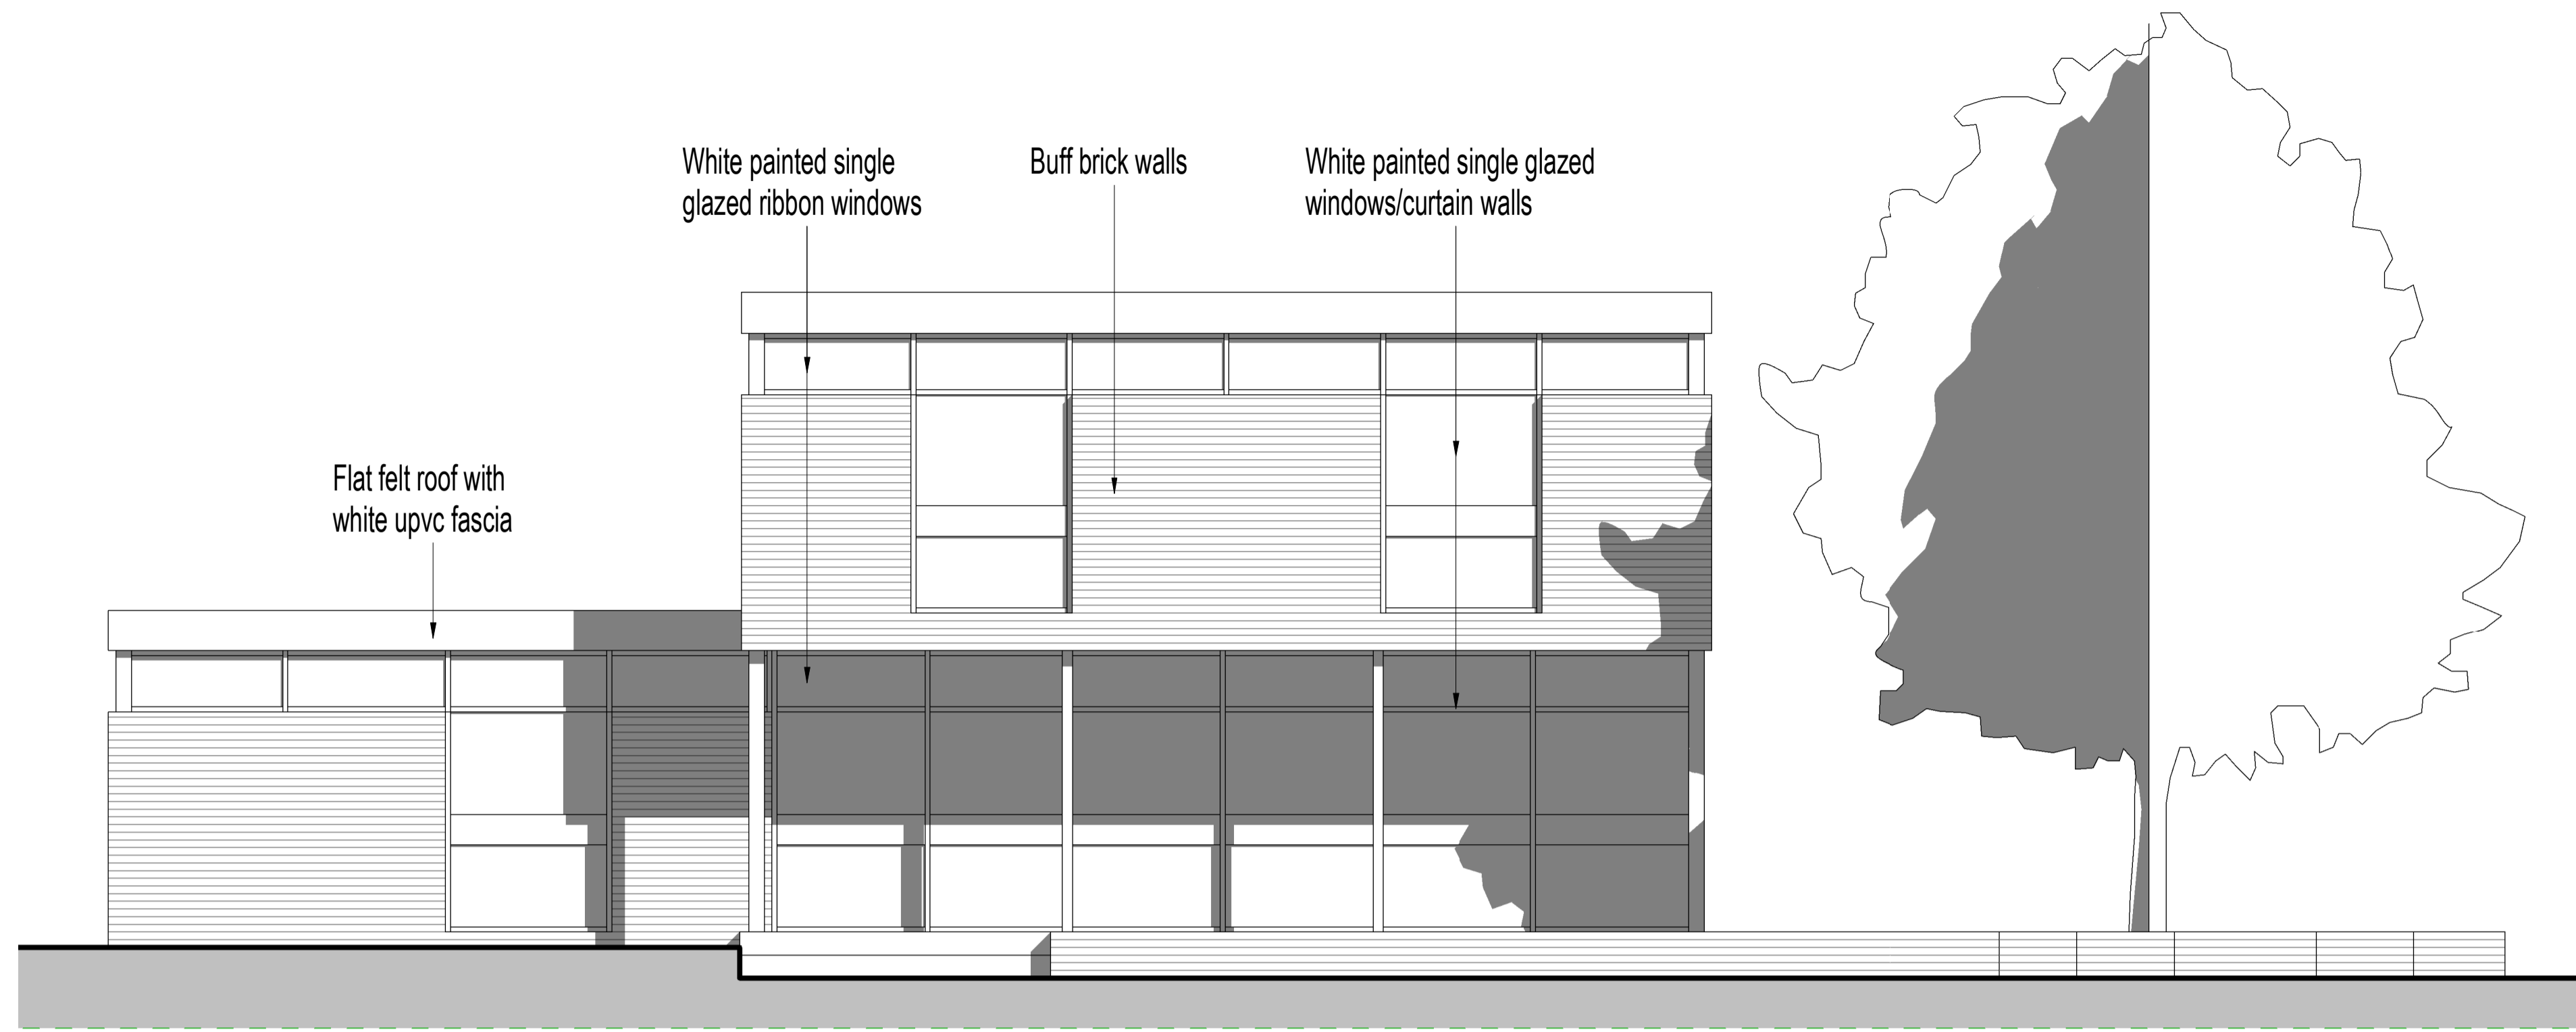 White painted single
glazed ribbon windows
Buff brick walls
White painted single glazed
windows/curtain walls
Flat felt roof with
white upvc fascia